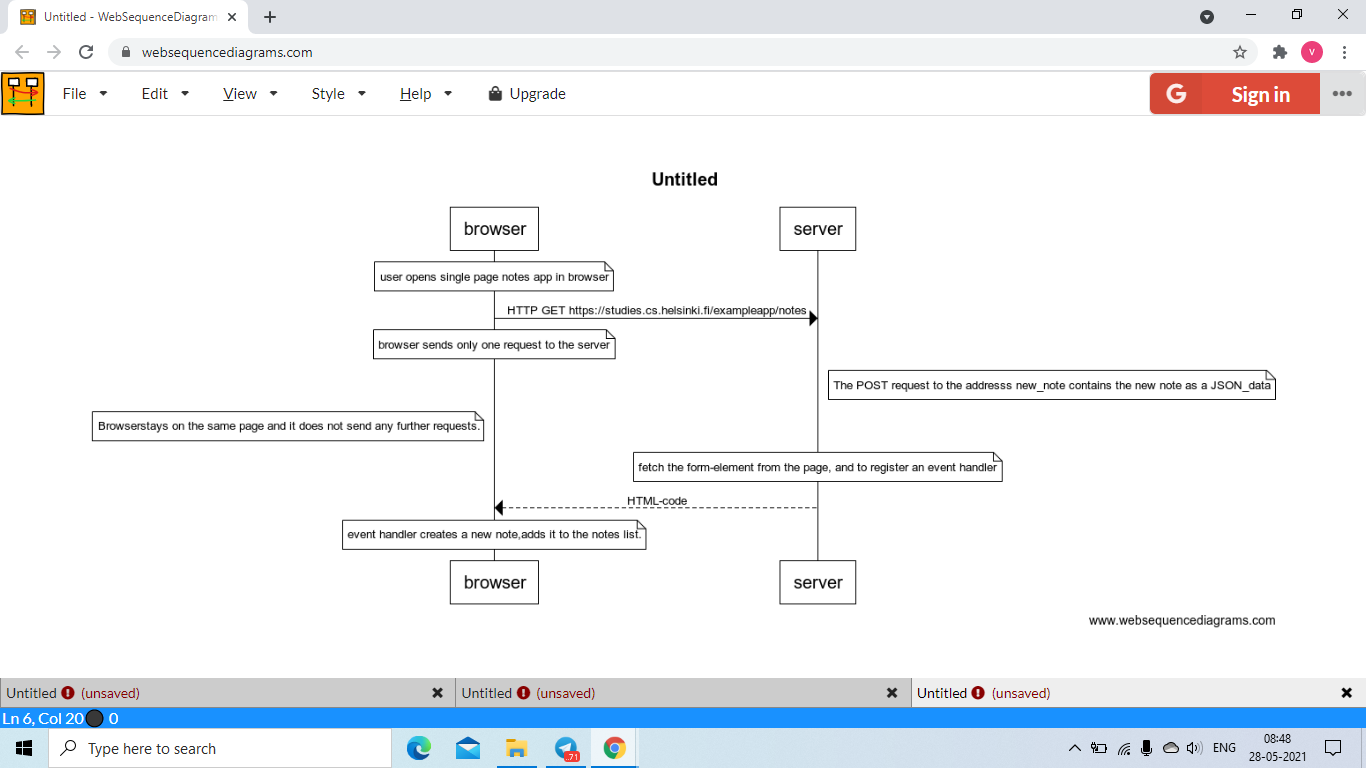 Untitled - WebSequenceDiagram
websequencediagrams.com
V
File Edit View Style Help Upgrade
G Sign in
Untitled
browser server
user opens single page notes app in browser
HTTP GET https://studies.cs.helsinki.fi/exampleapp/notes
browser sends only one request to the server
The POST request to the addresss new_note contains the new note as a JSON_data
Browserstays on the same page and it does not send any further requests.
fetch the form-element from the page, and to register an event handler
HTML-code
event handler creates a new note,adds it to the notes list.
browser server
www.websequencediagrams.com
Untitled (unsaved) Untitled (unsaved) Untitled (unsaved)
Ln 6, Col 20 0
Type here to search
71
ENG
08:48
28-05-2021